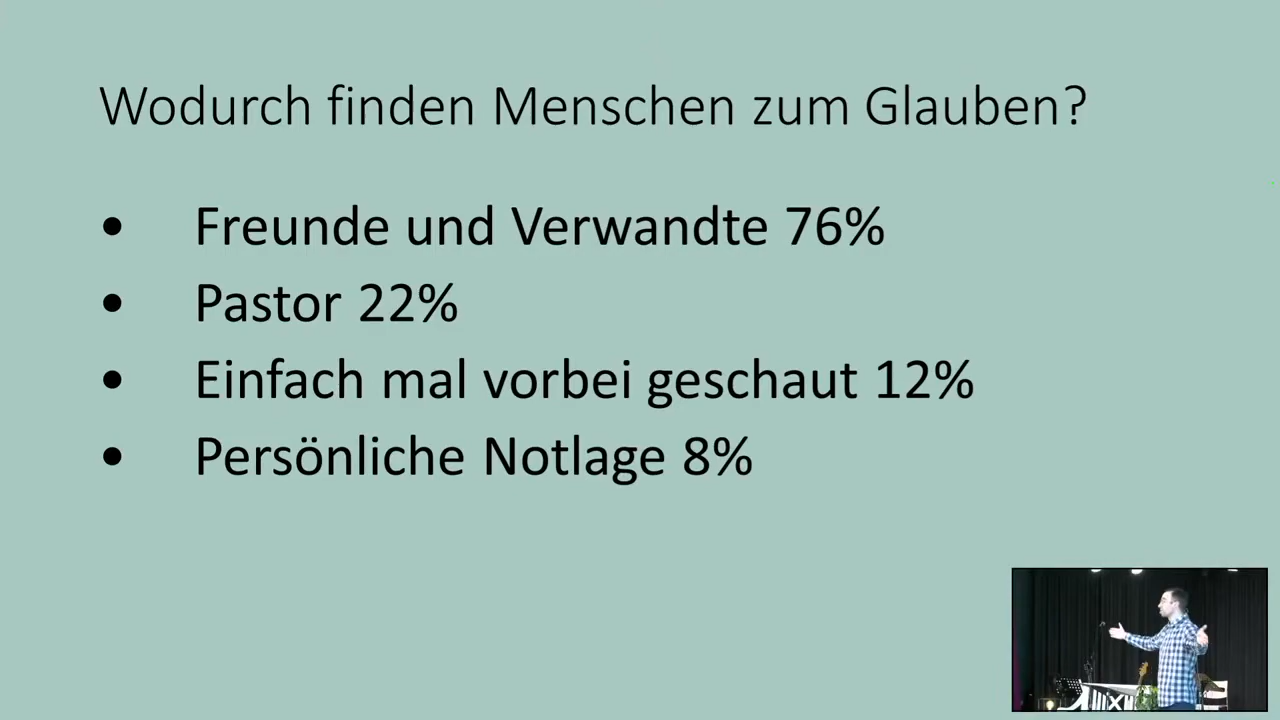 Wodurch finden Menschen zum Glauben?
• Freunde und Verwandte 76%
• Pastor 22%
• Einfach mal vorbei geschaut 12%
• Persönliche Notlage 8%